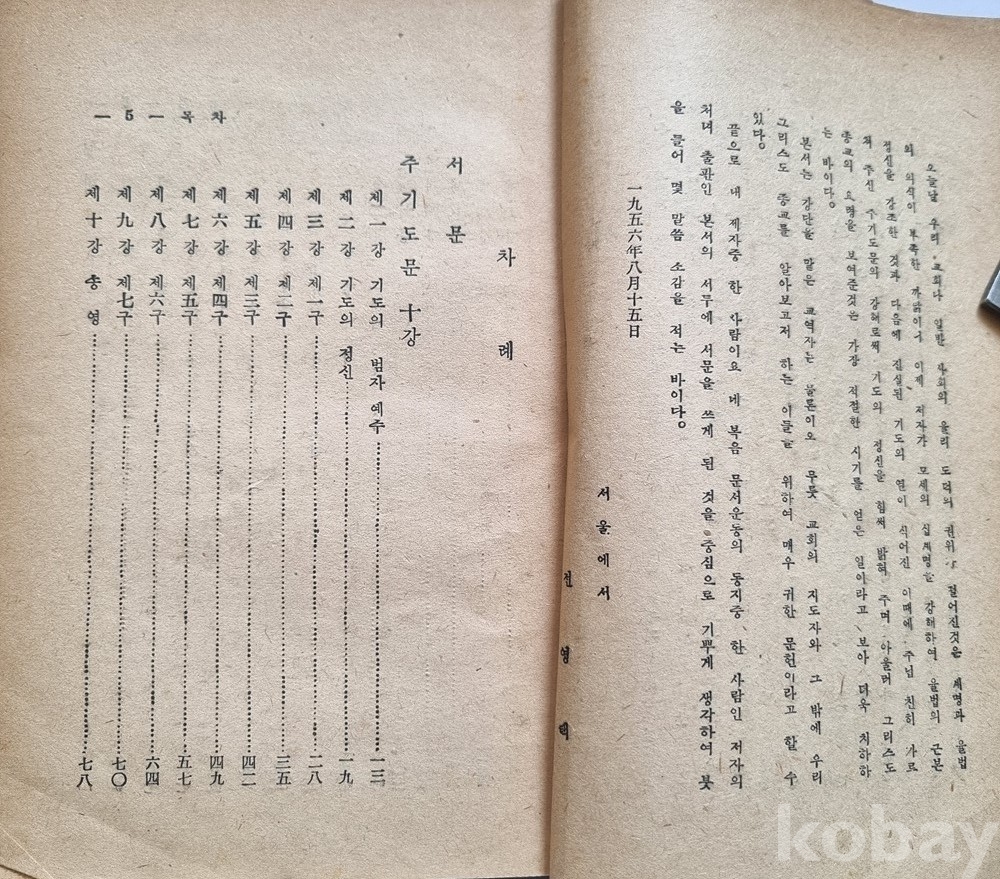 오늘날 우리 교회나 일반 사회의 윤리 도덕의 권위가 떨어진것은 계명과 율법
의 의식이 부족한 까닭이니 이제 저자가 모세의 십계명을 강해하여 율법의 근본
정신을 강조한 것과 다음에 진실된 기도의 열이 식어진 이때에 주님 친히 가르
쳐 주신 주기도문의 강해로써 기도의 정신을 힘써 밝혀 주며 아울러 그리스도
종교의 요령을 보여준것은 가장 적절한 시기를 얻은 일이라고 보아 더욱 치하하
는 바이다。
본서는 강단을 맡은 교역자는 물론이오 무릇 교회의 지도자와 그 밖에 우리
그리스도 종교를 알아보고저 하는 이들을 위하여 매우 귀한 문헌이라고 할 수
있다。
끝으로 내 제자중 한 사람이요 네 복음 문서운동의 동지중 한 사람인 저자의
처녀 출판인 본서의 서두에 서문을 쓰게 된 것을 중심으로 기쁘게 생각하여 붓
을 들어 몇 말씀 소감을 적는 바이다。
一九五六年八月十五日
서울에서
전영택
차례
서문
주기도문 十강
제一강 기도의 범자 예수 一三
제二강 기도의 정신 一九
제三강 제一구 二八
제四강 제二구 三五
제五강 제三구 四二
제六강 제四구 四九
제七강 제五구 五七
제八강 제六구 六四
제九강 제七구 七〇
제十강 송영 七八
— 5 — 목차
kobay